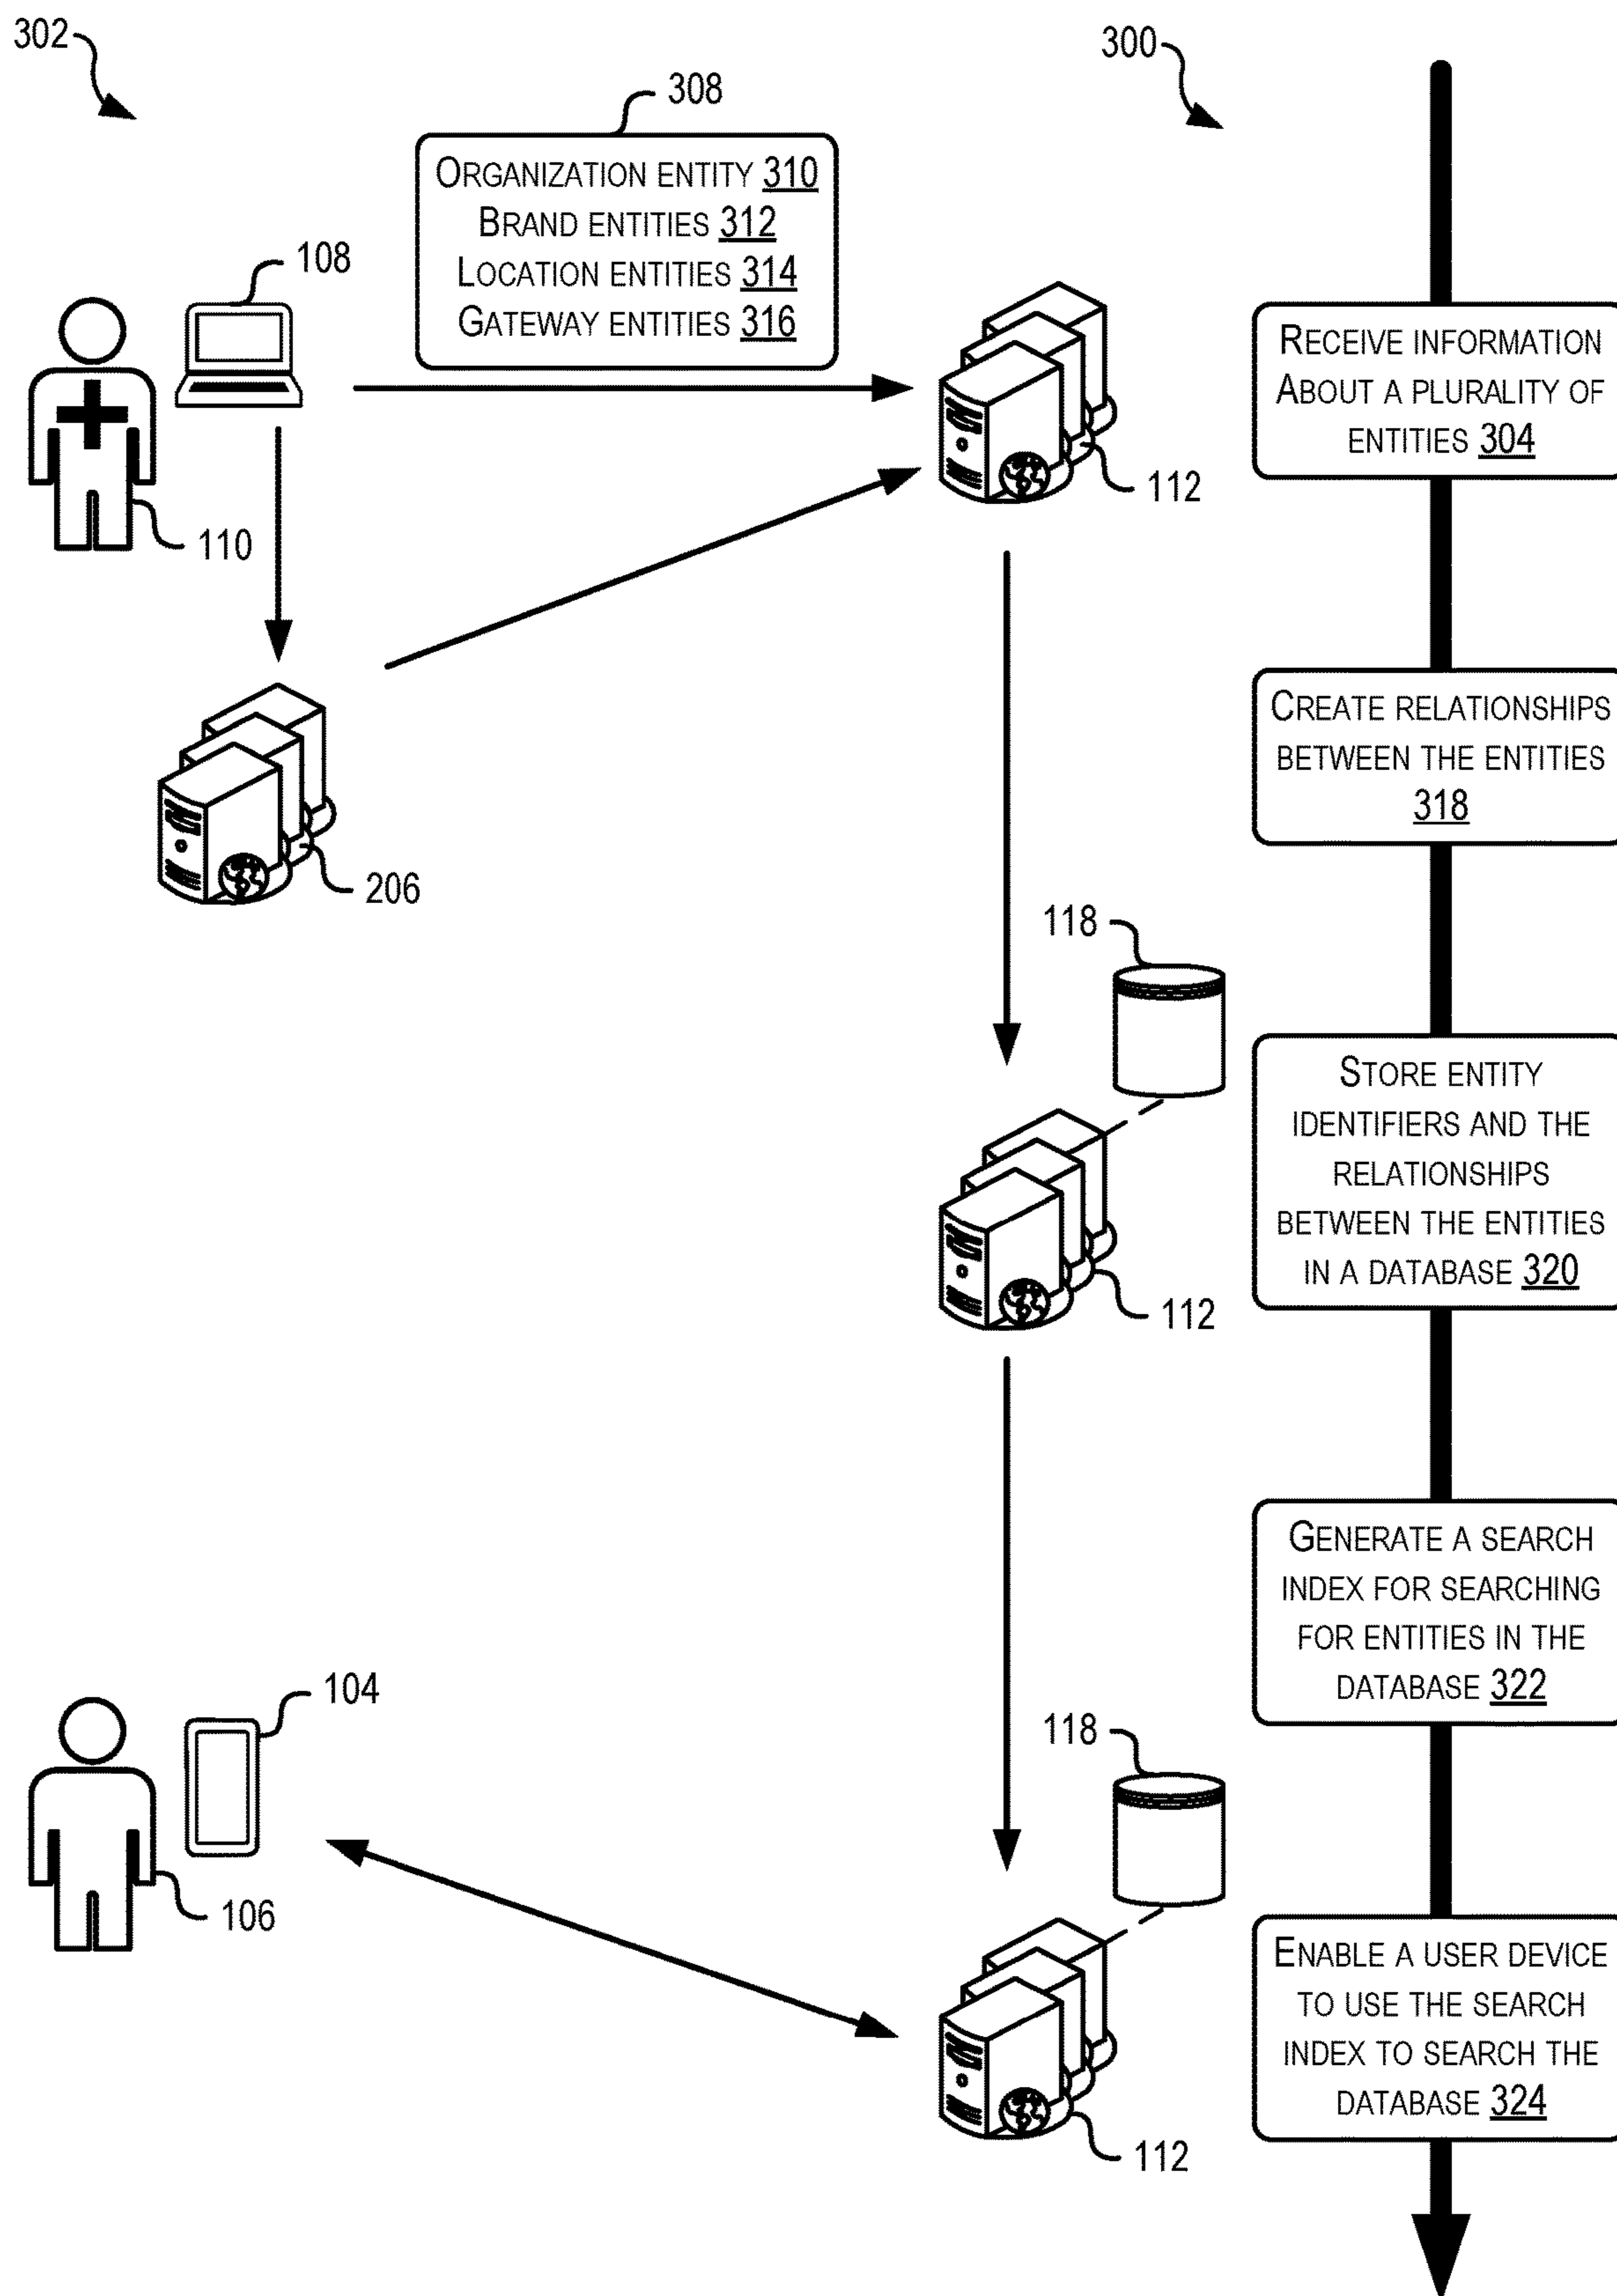 302
300
308
ORGANIZATION ENTITY 310
BRAND ENTITIES 312
LOCATION ENTITIES 314
GATEWAY ENTITIES 316
108
110
112
206
RECEIVE INFORMATION
ABOUT A PLURALITY OF
ENTITIES 304
CREATE RELATIONSHIPS
BETWEEN THE ENTITIES
318
118
112
STORE ENTITY
IDENTIFIERS AND THE
RELATIONSHIPS
BETWEEN THE ENTITIES
IN A DATABASE 320
GENERATE A SEARCH
INDEX FOR SEARCHING
FOR ENTITIES IN THE
DATABASE 322
104
106
118
112
ENABLE A USER DEVICE
TO USE THE SEARCH
INDEX TO SEARCH THE
DATABASE 324